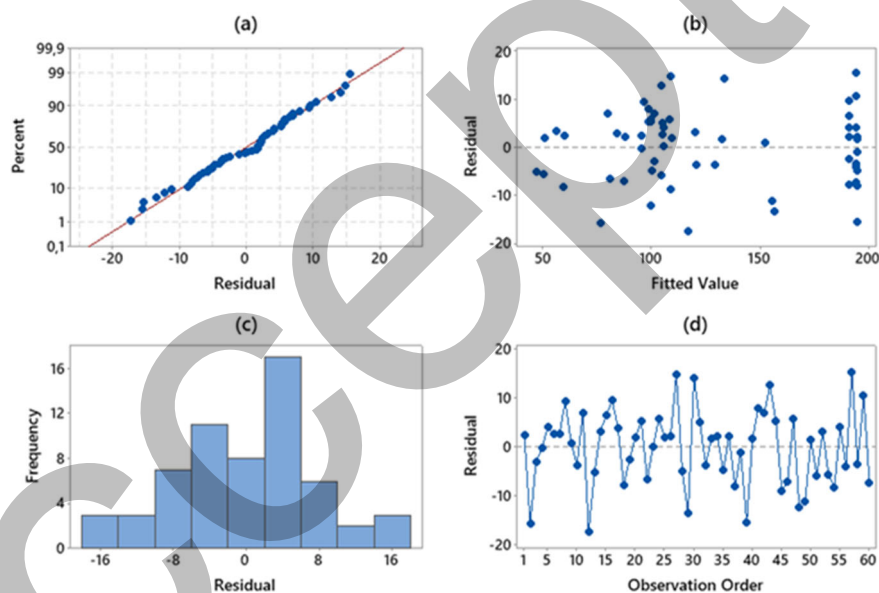 (a)
99,9
99
90
50
10
1
0,1
Percent
-20 -10 0 10 20
Residual
(b)
20
10
0
-10
-20
Residual
50 100 150 200
Fitted Value
(c)
16
12
8
4
0
Frequency
-16 -8 0 8 16
Residual
(d)
20
10
0
-10
-20
Residual
1 5 10 15 20 25 30 35 40 45 50 55 60
Observation Order